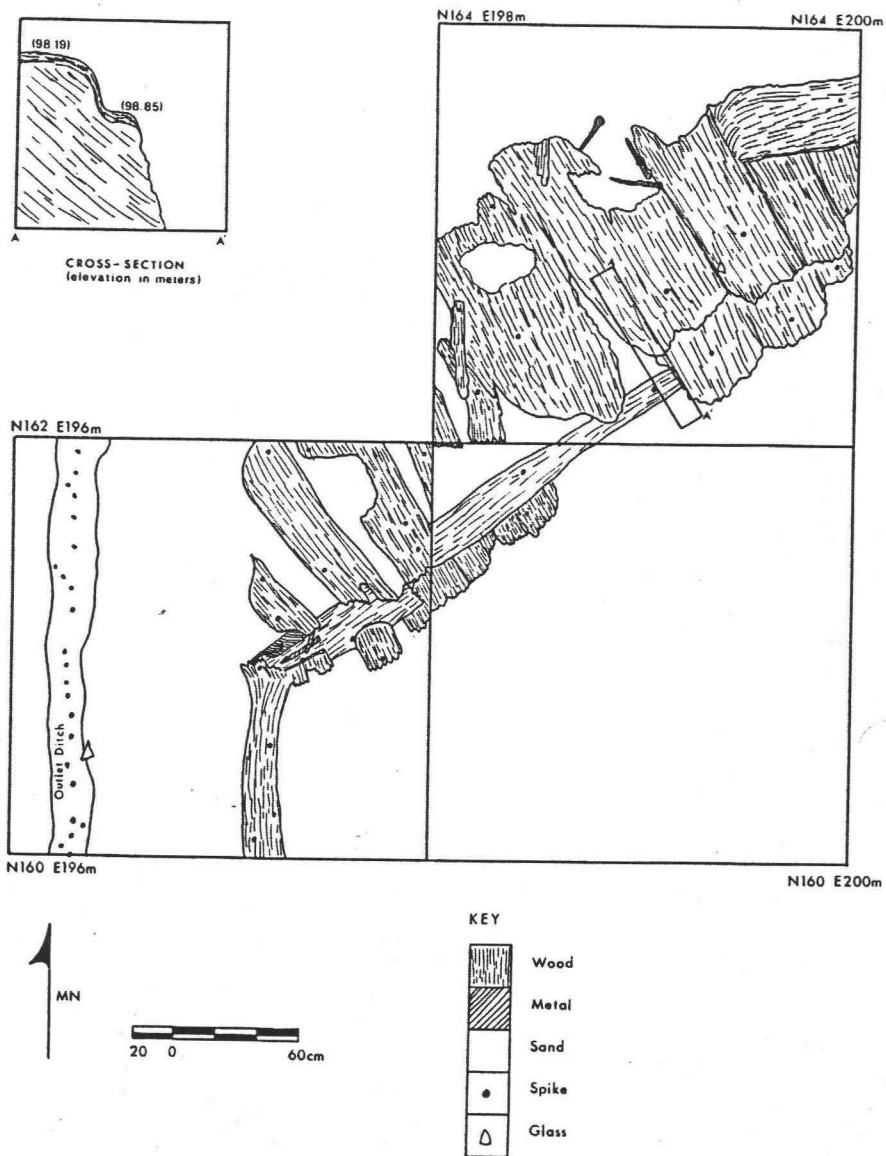 N164 E198m
N164 E200m
(98.19)
(98.85)
A
A'
CROSS-SECTION
(elevation in meters)
A'
N162 E196m
Outlet Ditch
N160 E196m
N160 E200m
MN
20 0 60cm
KEY
Wood
Metal
Sand
Spike
Glass